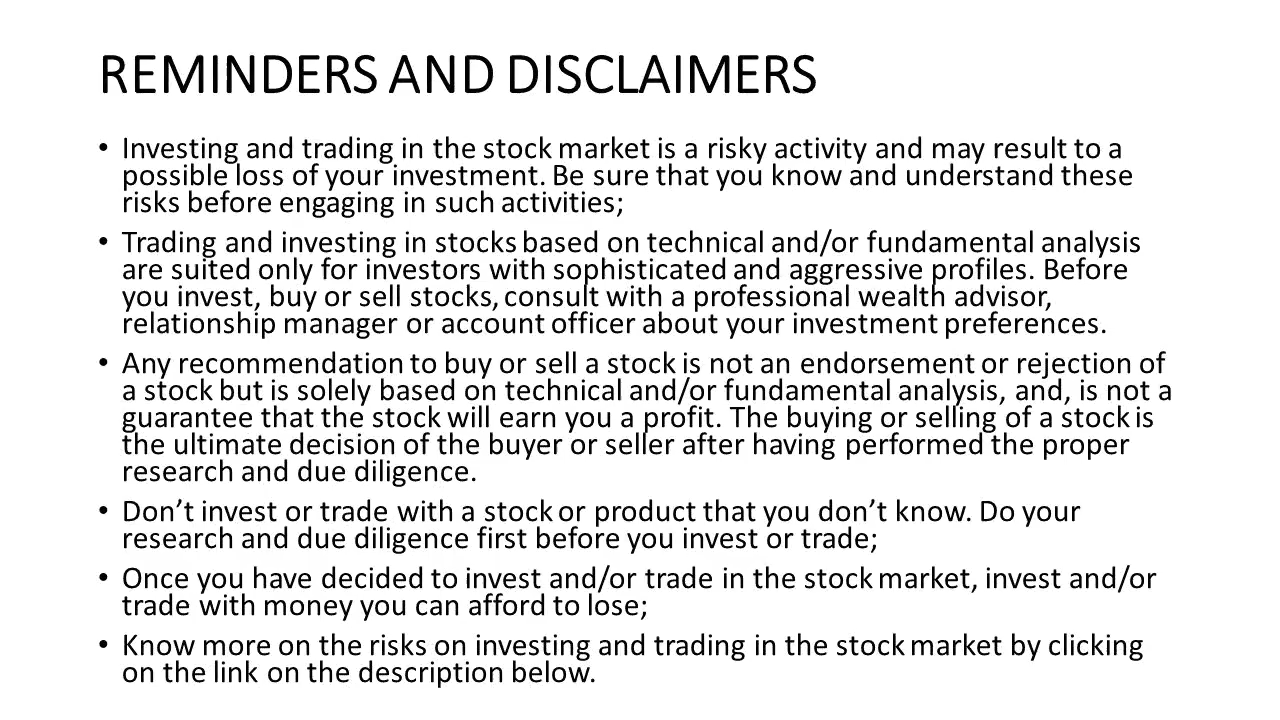 REMINDERS AND DISCLAIMERS
• Investing and trading in the stock market is a risky activity and may result to a
possible loss of your investment. Be sure that you know and understand these
risks before engaging in such activities;
• Trading and investing in stocks based on technical and/or fundamental analysis
are suited only for investors with sophisticated and aggressive profiles. Before
you invest, buy or sell stocks, consult with a professional wealth advisor,
relationship manager or account officer about your investment preferences.
• Any recommendation to buy or sell a stock is not an endorsement or rejection of
a stock but is solely based on technical and/or fundamental analysis, and, is not a
guarantee that the stock will earn you a profit. The buying or selling of a stock is
the ultimate decision of the buyer or seller after having performed the proper
research and due diligence.
• Don’t invest or trade with a stock or product that you don’t know. Do your
research and due diligence first before you invest or trade;
• Once you have decided to invest and/or trade in the stock market, invest and/or
trade with money you can afford to lose;
• Know more on the risks on investing and trading in the stock market by clicking
on the link on the description below.